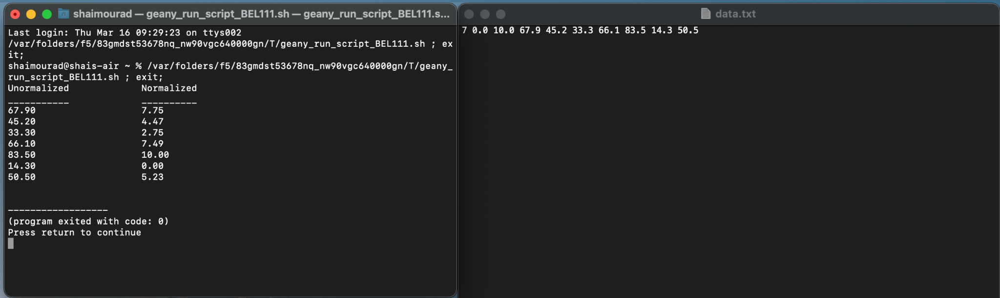 shaimourad — geany_run_script_BEL111.sh — geany_run_script_BEL111.s...
Last login: Thu Mar 16 09:29:23 on ttys002
/var/folders/f5/83gmdst53678nq_nw90vgc640000gn/T/geany_run_script_BEL111.sh ; ex
it;
shaimourad@shais-air ~ % /var/folders/f5/83gmdst53678nq_nw90vgc640000gn/T/geany_
run_script_BEL111.sh ; exit;
Unormalized Normalized
___________ __________
67.90 7.75
45.20 4.47
33.30 2.75
66.10 7.49
83.50 10.00
14.30 0.00
50.50 5.23
------------------
(program exited with code: 0)
Press return to continue
data.txt
7 0.0 10.0 67.9 45.2 33.3 66.1 83.5 14.3 50.5